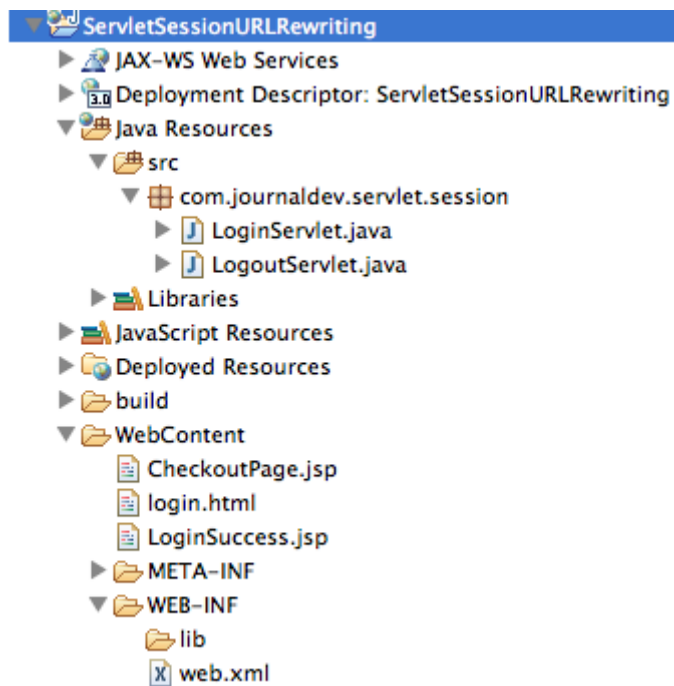 ServletSessionURLRewriting
JAX-WS Web Services
3.0 Deployment Descriptor: ServletSessionURLRewriting
Java Resources
src
com.journaldev.servlet.session
J LoginServlet.java
J LogoutServlet.java
Libraries
JavaScript Resources
Deployed Resources
build
WebContent
CheckoutPage.jsp
login.html
LoginSuccess.jsp
META-INF
WEB-INF
lib
X web.xml